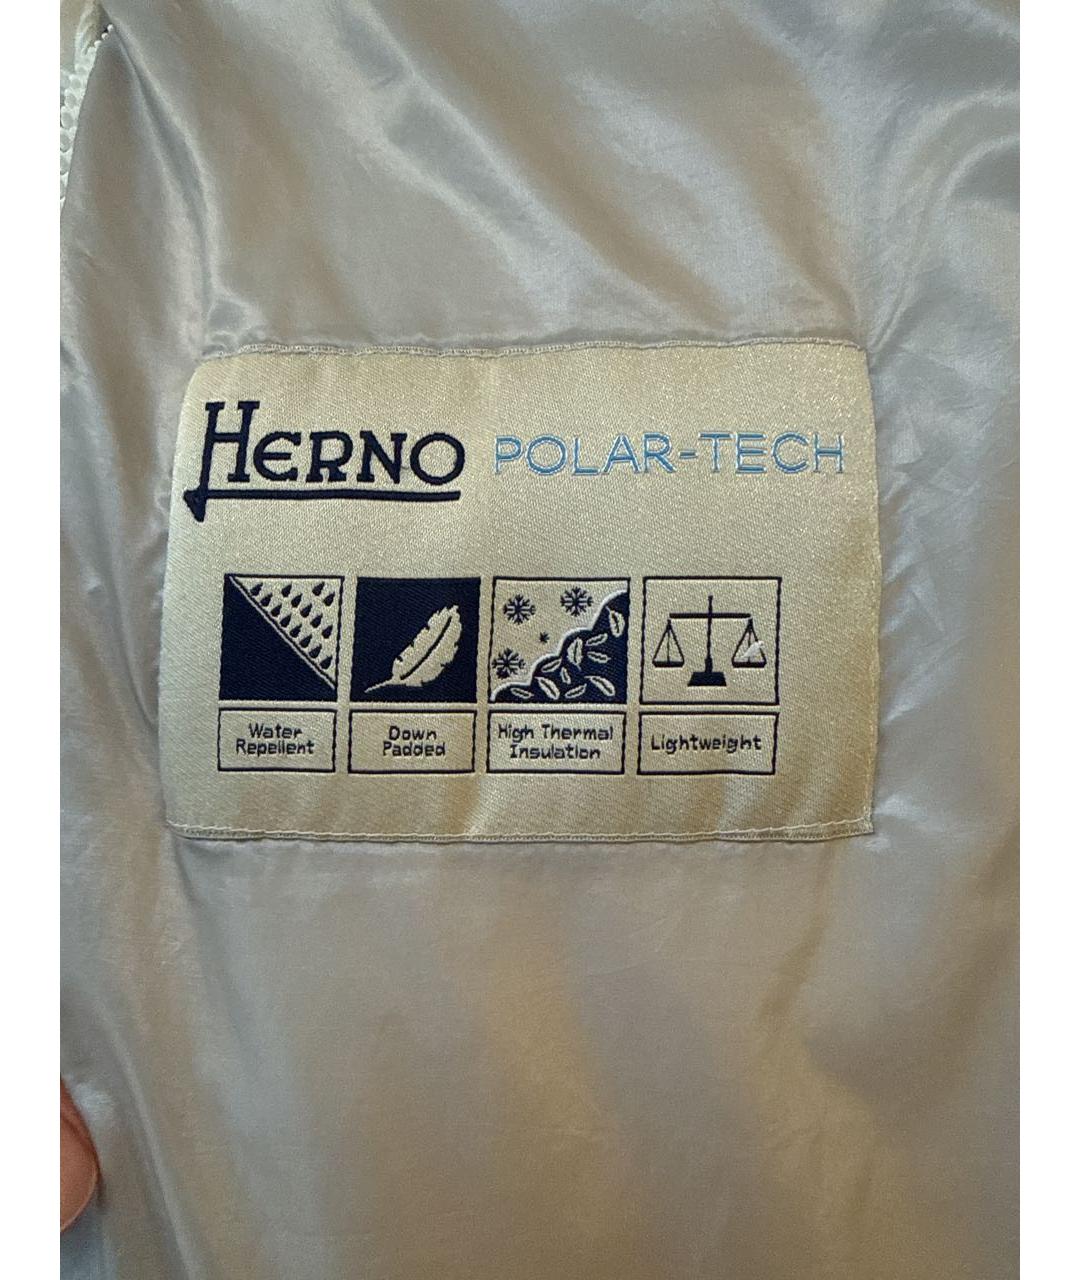 HERNO POLAR-TECH
Water
Repellent
Down
Padded
High Thermal
Insulation
Lightweight